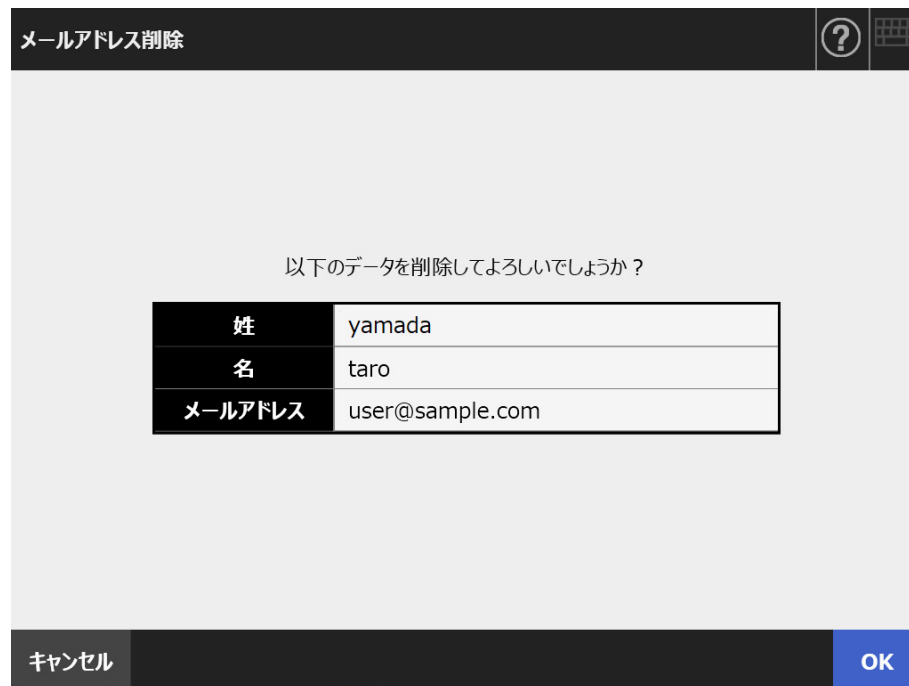 メールアドレス削除 ?
以下のデータを削除してよろしいでしょうか？
姓 yamada
名 taro
メールアドレス user@sample.com
キャンセル OK